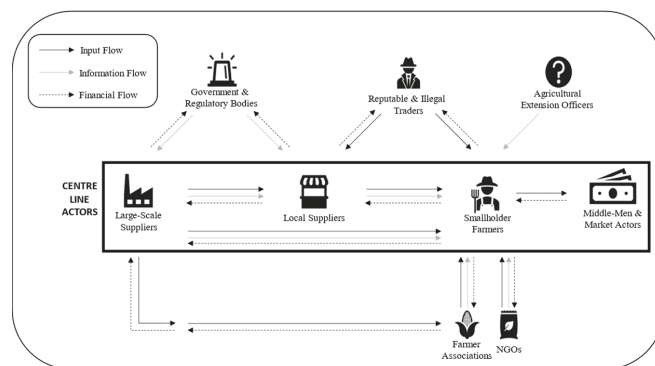 Input Flow
Information Flow
Financial Flow
Government &
Regulatory Bodies
Reputable & Illegal
Traders
Agricultural
Extension Officers
CENTRE
LINE
ACTORS
Large-Scale
Suppliers
Local Suppliers
Smallholder
Farmers
Middle-Men &
Market Actors
Farmer
Associations
NGOs